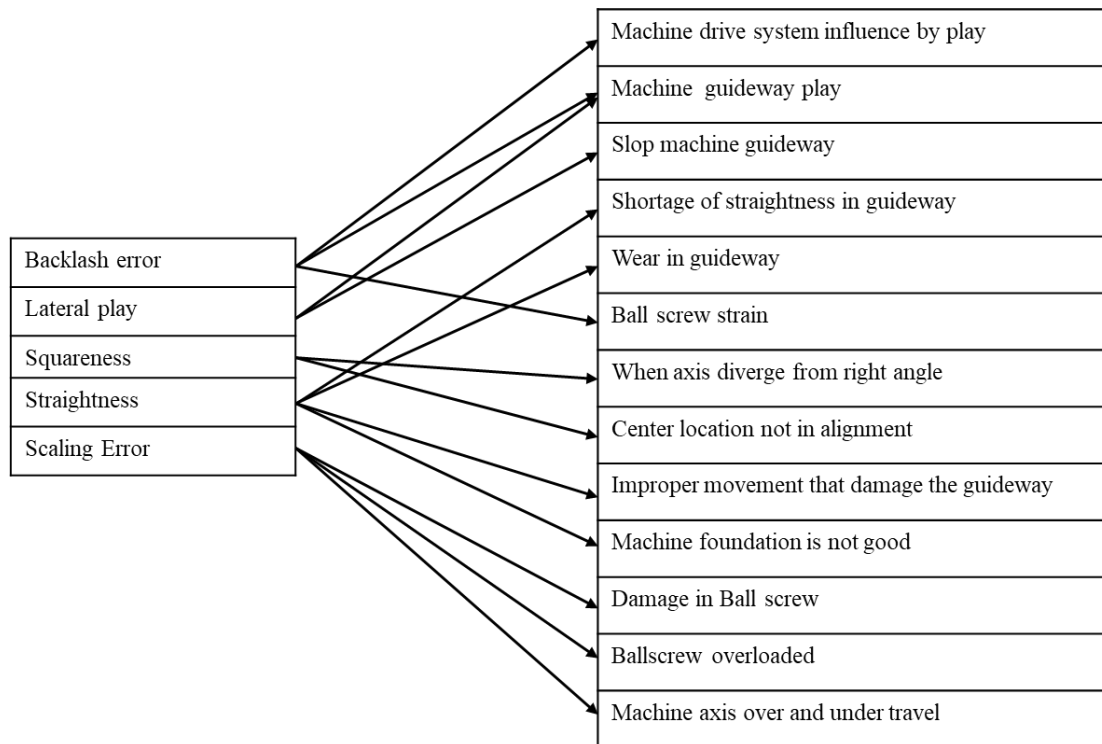 Backlash error
Lateral play
Squareness
Straightness
Scaling Error
Machine drive system influence by play
Machine guideway play
Slop machine guideway
Shortage of straightness in guideway
Wear in guideway
Ball screw strain
When axis diverge from right angle
Center location not in alignment
Improper movement that damage the guideway
Machine foundation is not good
Damage in Ball screw
Ballscrew overloaded
Machine axis over and under travel